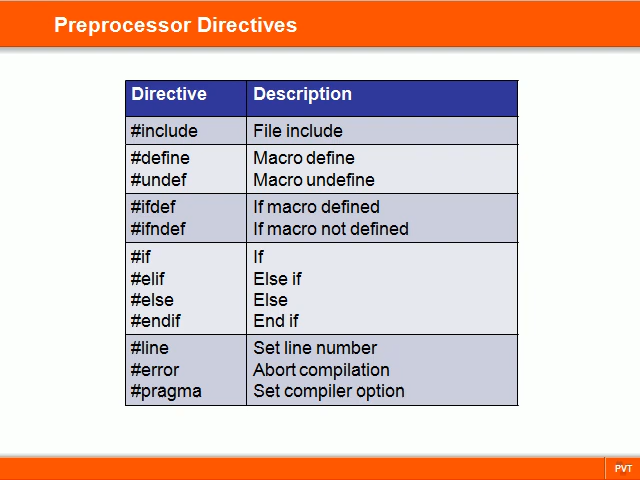 Preprocessor Directives
Directive Description
#include File include
#define Macro define
#undef Macro undefine
#ifdef If macro defined
#ifndef If macro not defined
#if If
#elif Else if
#else Else
#endif End if
#line Set line number
#error Abort compilation
#pragma Set compiler option
PVT